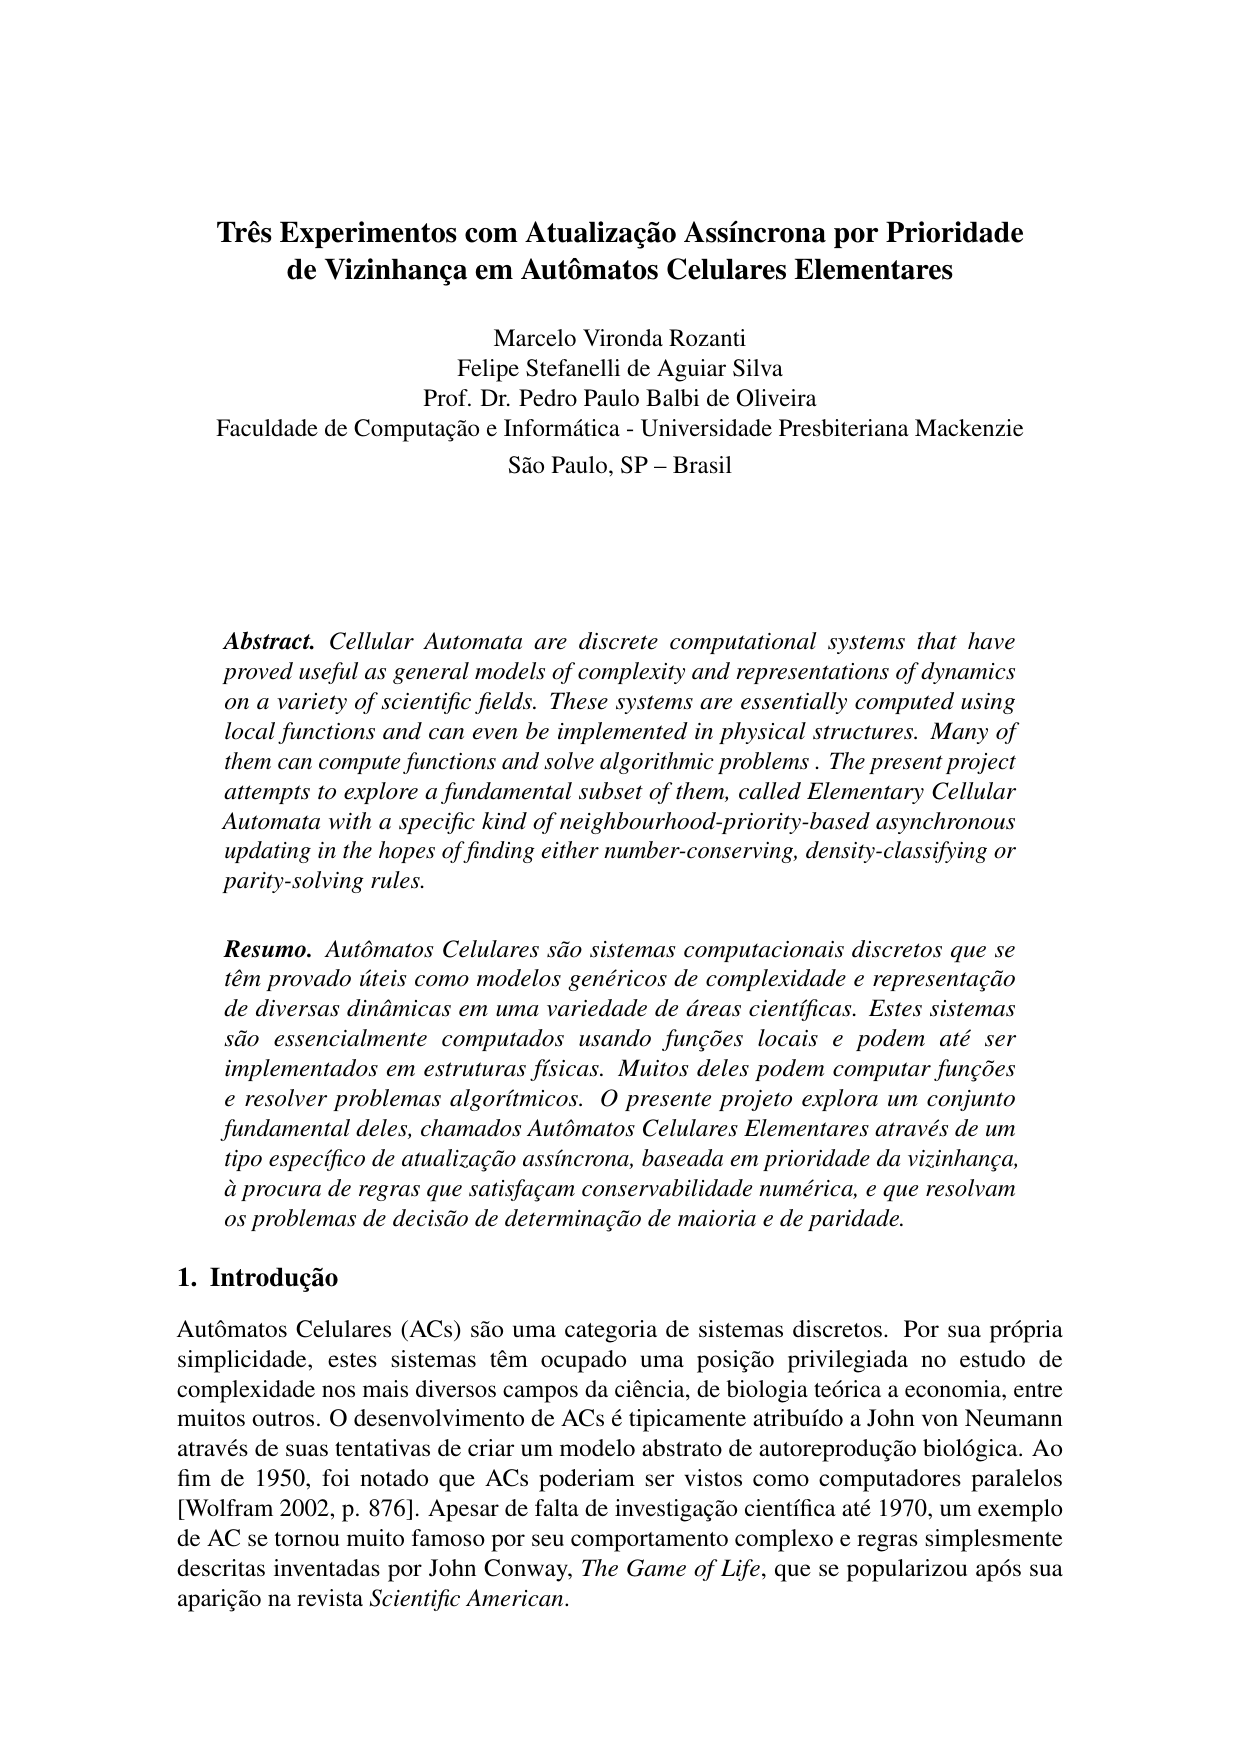 Três Experimentos com Atualização Assíncrona por Prioridade
de Vizinhança em Autômatos Celulares Elementares
Marcelo Vironda Rozanti
Felipe Stefanelli de Aguiar Silva
Prof. Dr. Pedro Paulo Balbi de Oliveira
Faculdade de Computação e Informática - Universidade Presbiteriana Mackenzie
São Paulo, SP – Brasil
Abstract. Cellular Automata are discrete computational systems that have
proved useful as general models of complexity and representations of dynamics
on a variety of scientific fields. These systems are essentially computed using
local functions and can even be implemented in physical structures. Many of
them can compute functions and solve algorithmic problems . The present project
attempts to explore a fundamental subset of them, called Elementary Cellular
Automata with a specific kind of neighbourhood-priority-based asynchronous
updating in the hopes of finding either number-conserving, density-classifying or
parity-solving rules.
Resumo. Autômatos Celulares são sistemas computacionais discretos que se
têm provado úteis como modelos genéricos de complexidade e representação
de diversas dinâmicas em uma variedade de áreas científicas. Estes sistemas
são essencialmente computados usando funções locais e podem até ser
implementados em estruturas físicas. Muitos deles podem computar funções
e resolver problemas algorítmicos. O presente projeto explora um conjunto
fundamental deles, chamados Autômatos Celulares Elementares através de um
tipo específico de atualização assíncrona, baseada em prioridade da vizinhança,
à procura de regras que satisfaçam conservabilidade numérica, e que resolvam
os problemas de decisão de determinação de maioria e de paridade.
1. Introdução
Autômatos Celulares (ACs) são uma categoria de sistemas discretos. Por sua própria
simplicidade, estes sistemas têm ocupado uma posição privilegiada no estudo de
complexidade nos mais diversos campos da ciência, de biologia teórica a economia, entre
muitos outros. O desenvolvimento de ACs é tipicamente atribuído a John von Neumann
através de suas tentativas de criar um modelo abstrato de autoreprodução biológica. Ao
fim de 1950, foi notado que ACs poderiam ser vistos como computadores paralelos
[Wolfram 2002, p. 876]. Apesar de falta de investigação científica até 1970, um exemplo
de AC se tornou muito famoso por seu comportamento complexo e regras simplesmente
descritas inventadas por John Conway, The Game of Life, que se popularizou após sua
aparição na revista Scientific American.